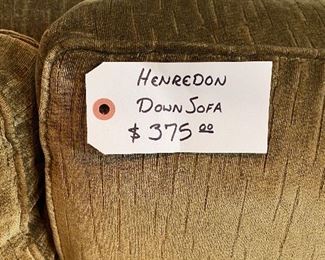 HENREDON
DOWN SOFA
$ 375.00